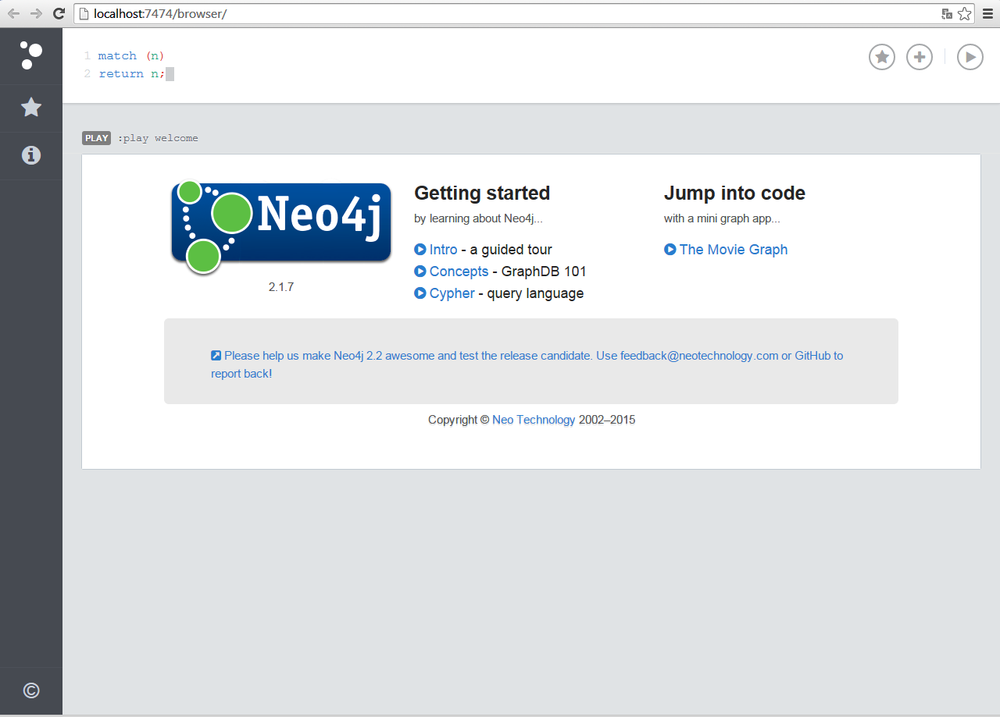 localhost:7474/browser/
1 match (n)
2 return n;
PLAY :play welcome
Neo4j
2.1.7
Getting started
by learning about Neo4j...
Intro - a guided tour
Concepts - GraphDB 101
Cypher - query language
Jump into code
with a mini graph app...
The Movie Graph
Please help us make Neo4j 2.2 awesome and test the release candidate. Use feedback@neotechnology.com or GitHub to
report back!
Copyright © Neo Technology 2002–2015
©